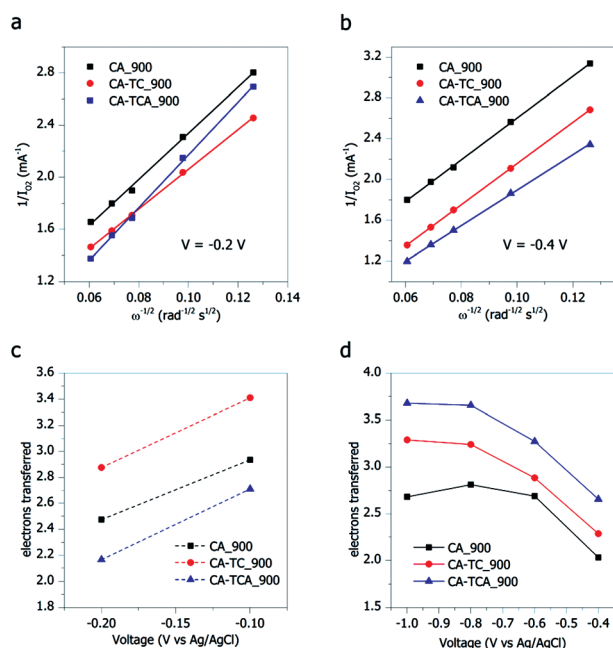 a
CA_900
CA-TC_900
CA-TCA_900
2.8
2.4
2.0
1.6
1.2
1/I_O2 (mA⁻¹)
V = -0.2 V
0.06 0.08 0.10 0.12 0.14
ω⁻¹/² (rad⁻¹/² s¹/²)
b
CA_900
CA-TC_900
CA-TCA_900
3.2
2.8
2.4
2.0
1.6
1.2
1/I_O2 (mA⁻¹)
V = -0.4 V
0.06 0.08 0.10 0.12
ω⁻¹/² (rad⁻¹/² s¹/²)
c
3.6
3.4
3.2
3.0
2.8
2.6
2.4
2.2
2.0
1.8
electrons transferred
CA_900
CA-TC_900
CA-TCA_900
-0.20 -0.15 -0.10
Voltage (V vs Ag/AgCl)
d
4.0
3.5
3.0
2.5
2.0
1.5
electrons transferred
CA_900
CA-TC_900
CA-TCA_900
-1.0 -0.9 -0.8 -0.7 -0.6 -0.5 -0.4
Voltage (V vs Ag/AgCl)